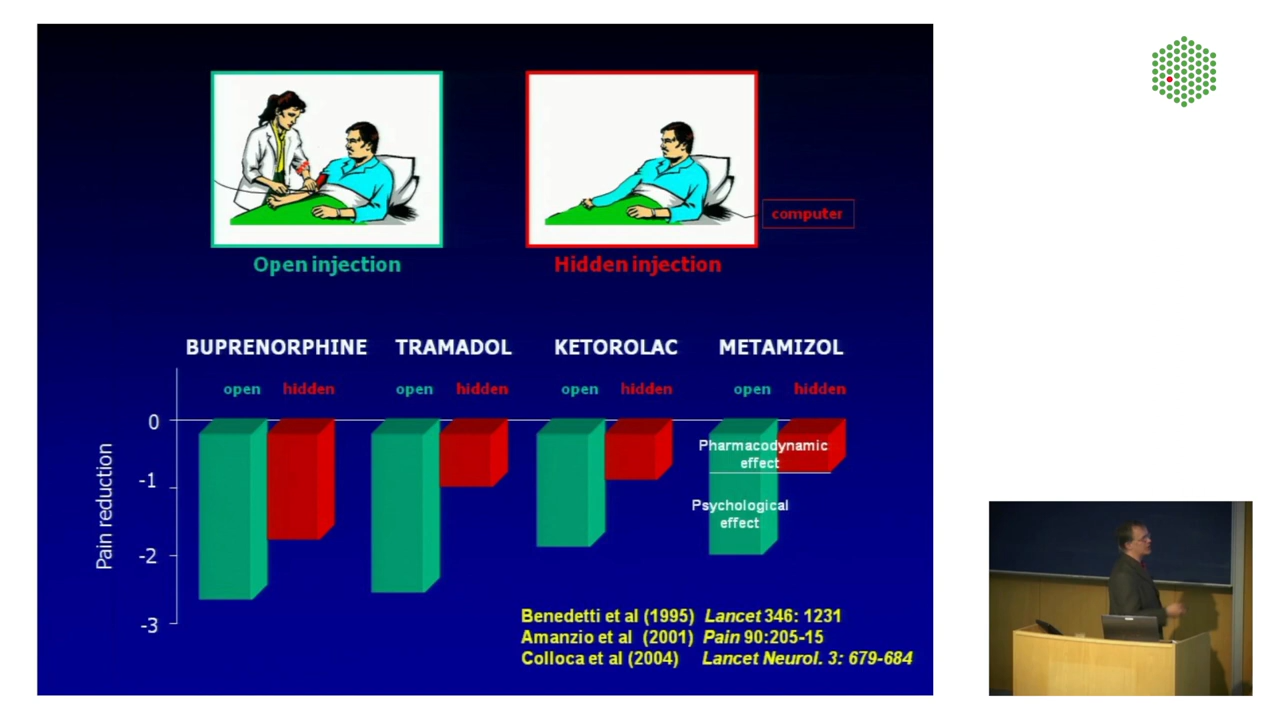 computer
Open injection
Hidden injection
BUPRENORPHINE TRAMADOL KETOROLAC METAMIZOL
open hidden open hidden open hidden open hidden
0
-1
-2
-3
Pain reduction
Pharmacodynamic
effect
Psychological
effect
Benedetti et al (1995) Lancet 346: 1231
Amanzio et al (2001) Pain 90:205-15
Colloca et al (2004) Lancet Neurol. 3: 679-684